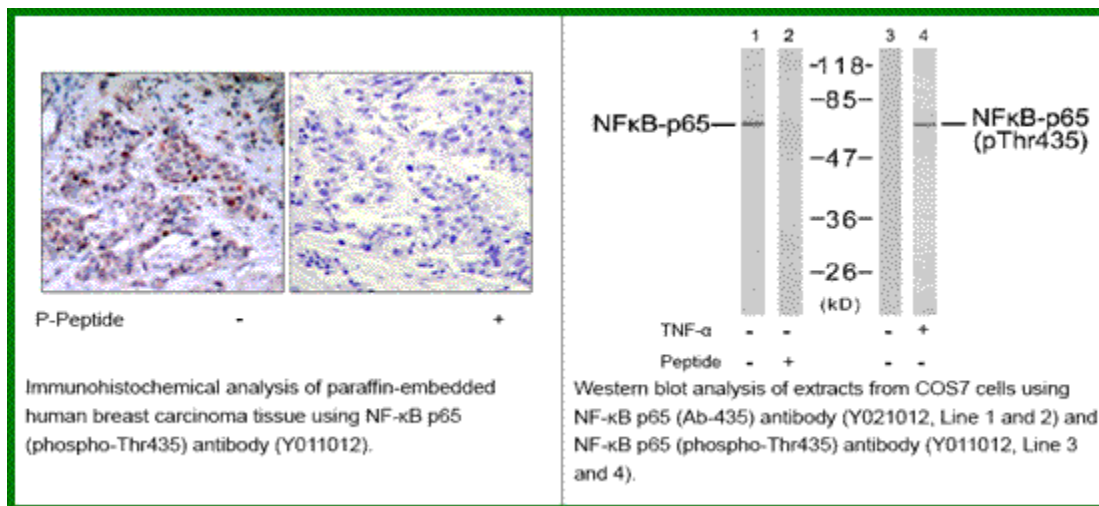 P-Peptide - +
Immunohistochemical analysis of paraffin-embedded
human breast carcinoma tissue using NF-κB p65
(phospho-Thr435) antibody (Y011012).
1 2 3 4
-118-
-85-
NFκB-p65
NFκB-p65
(pThr435)
-47-
-36-
-26-
(kD)
TNF-α - - - +
Peptide - + - -
Western blot analysis of extracts from COS7 cells using
NF-κB p65 (Ab-435) antibody (Y021012, Line 1 and 2) and
NF-κB p65 (phospho-Thr435) antibody (Y011012, Line 3
and 4).